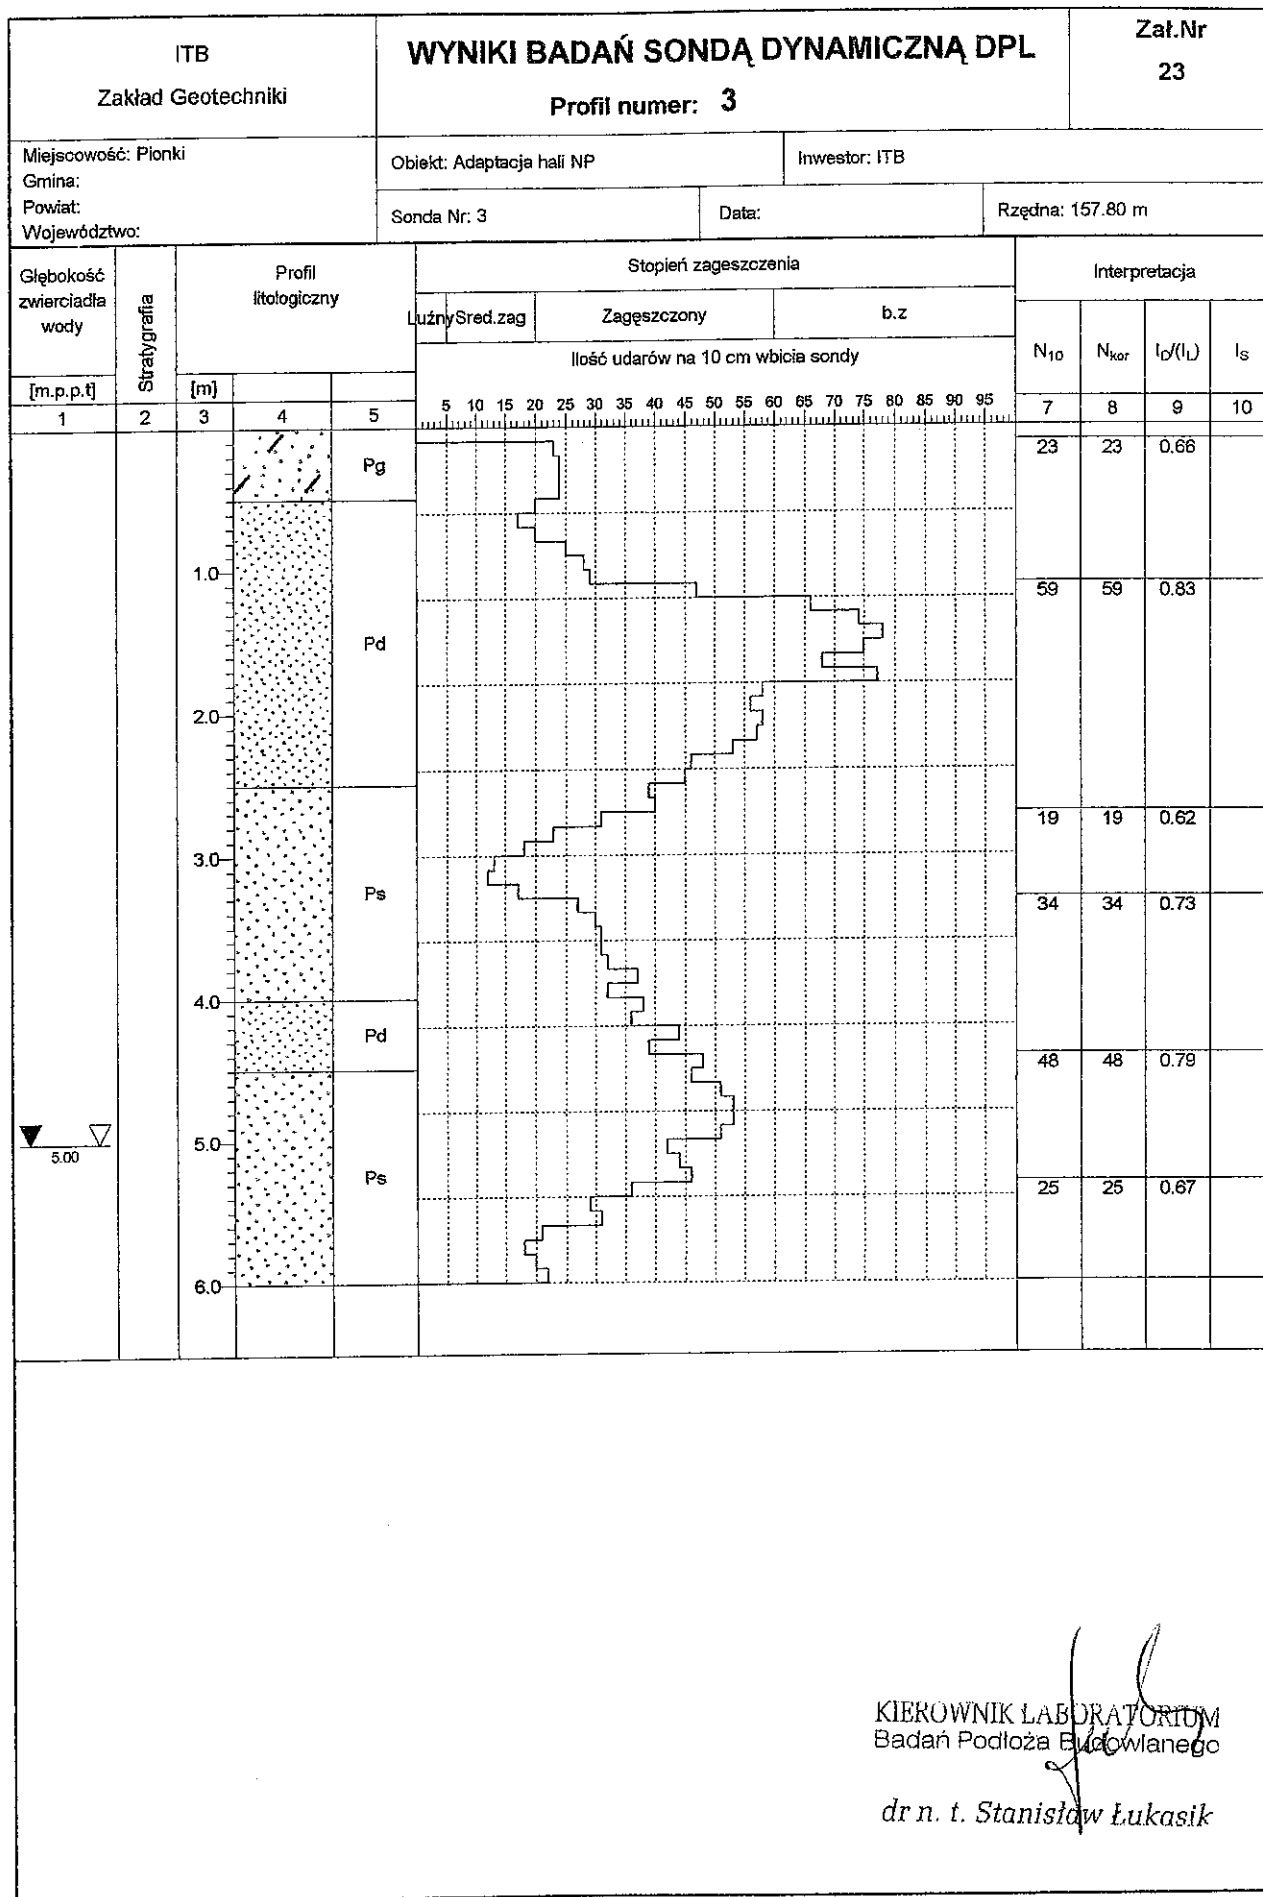 ITB
Zakład Geotechniki
WYNIKI BADAŃ SONDĄ DYNAMICZNĄ DPL
Profil numer: 3
Zał.Nr
23
Miejscowość: Pionki
Gmina:
Powiat:
Województwo:
Obiekt: Adaptacja hali NP
Inwestor: ITB
Sonda Nr: 3
Data:
Rzędna: 157.80 m
Głębokość
zwierciadła
wody
[m.p.p.t]
Stratygrafia
Profil
litologiczny
[m]
Stopień zageszczenia
Luźny Sred.zag Zagęszczony b.z
Ilość udarów na 10 cm wbicia sondy
5 10 15 20 25 30 35 40 45 50 55 60 65 70 75 80 85 90 95
Interpretacja
N10 Nkor ID/(IL) IS
1 2 3 4 5 7 8 9 10
Pg
23 23 0.66
1.0
59 59 0.83
Pd
2.0
19 19 0.62
3.0
Ps
34 34 0.73
4.0
Pd
48 48 0.79
5.0
5.00
Ps
25 25 0.67
6.0
KIEROWNIK LABORATORIUM
Badań Podłoża Budowlanego
dr n. t. Stanisław Łukasik